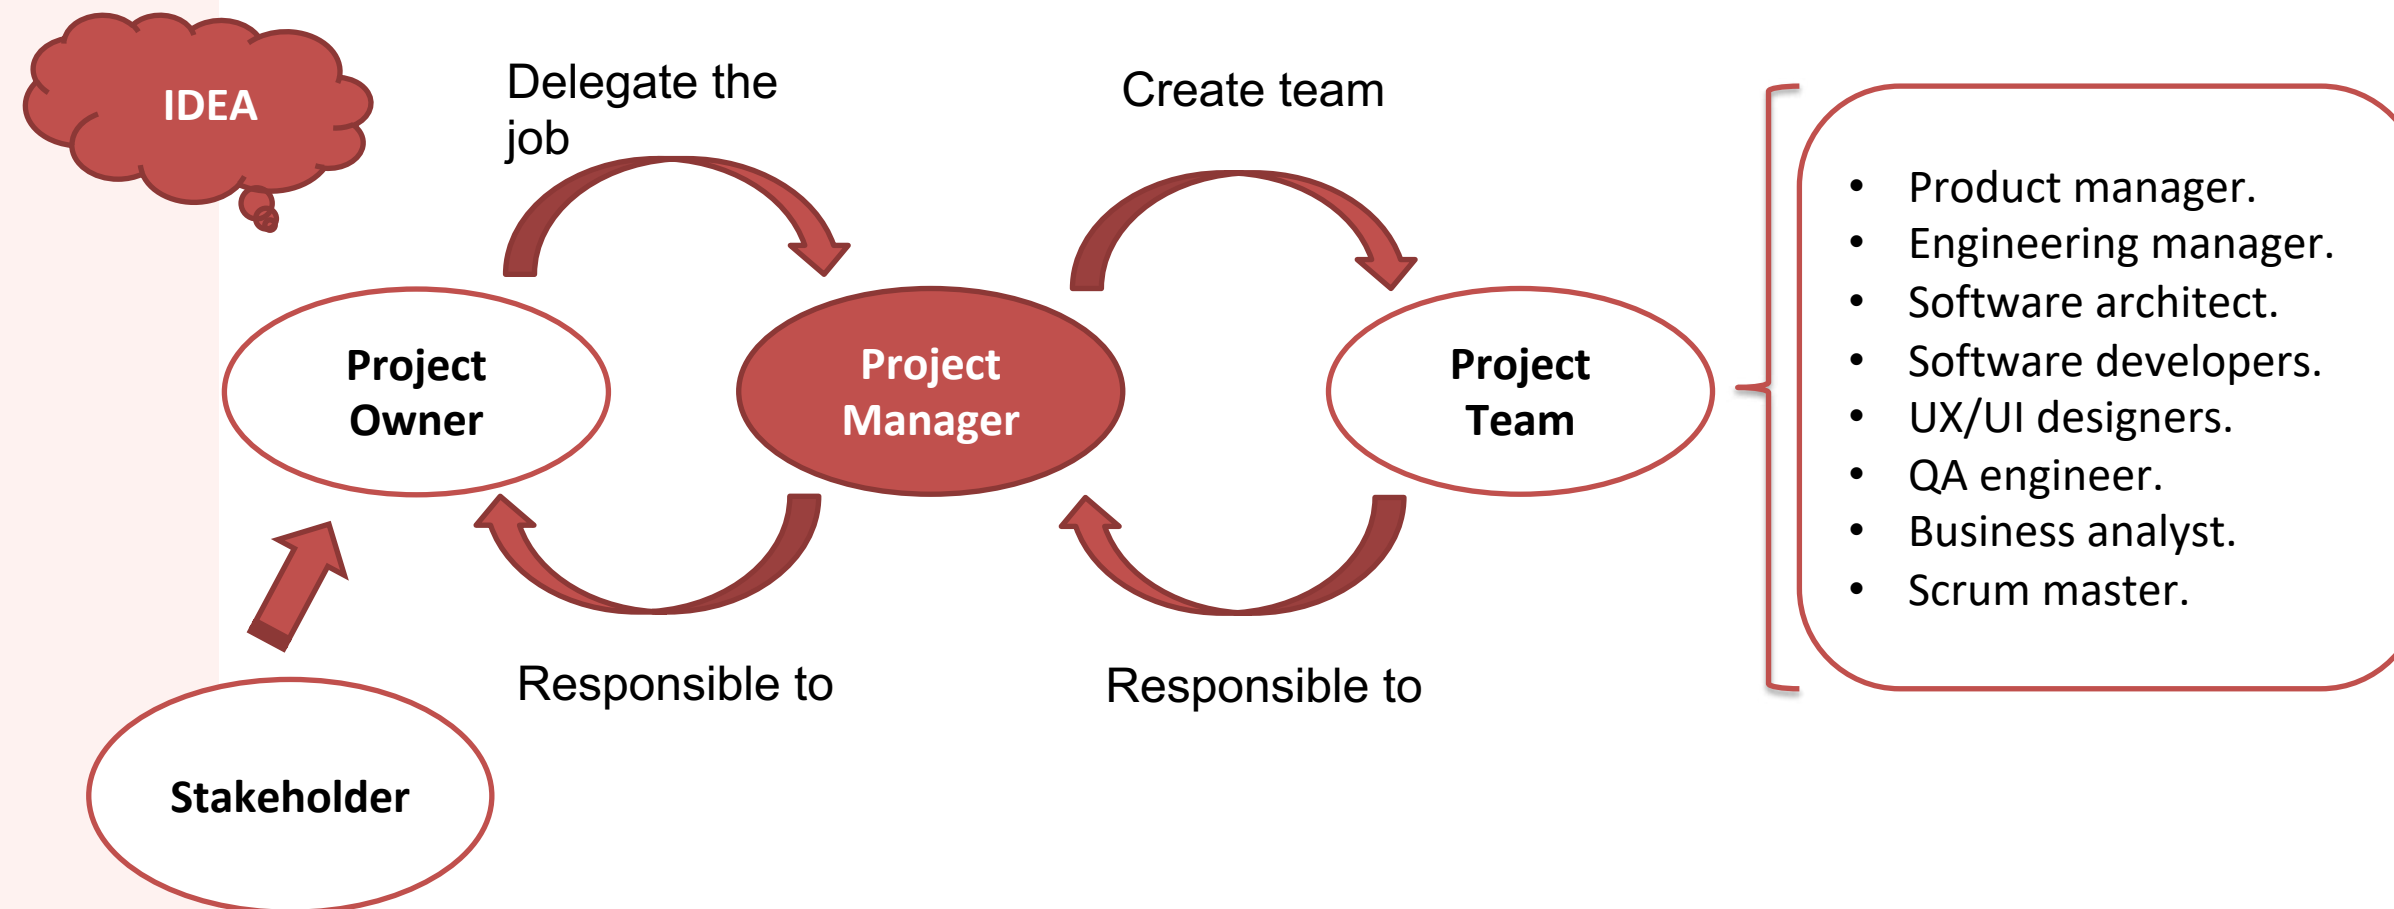 IDEA
Delegate the
job
Create team
Project
Owner
Project
Manager
Project
Team
• Product manager.
• Engineering manager.
• Software architect.
• Software developers.
• UX/UI designers.
• QA engineer.
• Business analyst.
• Scrum master.
Responsible to
Responsible to
Stakeholder